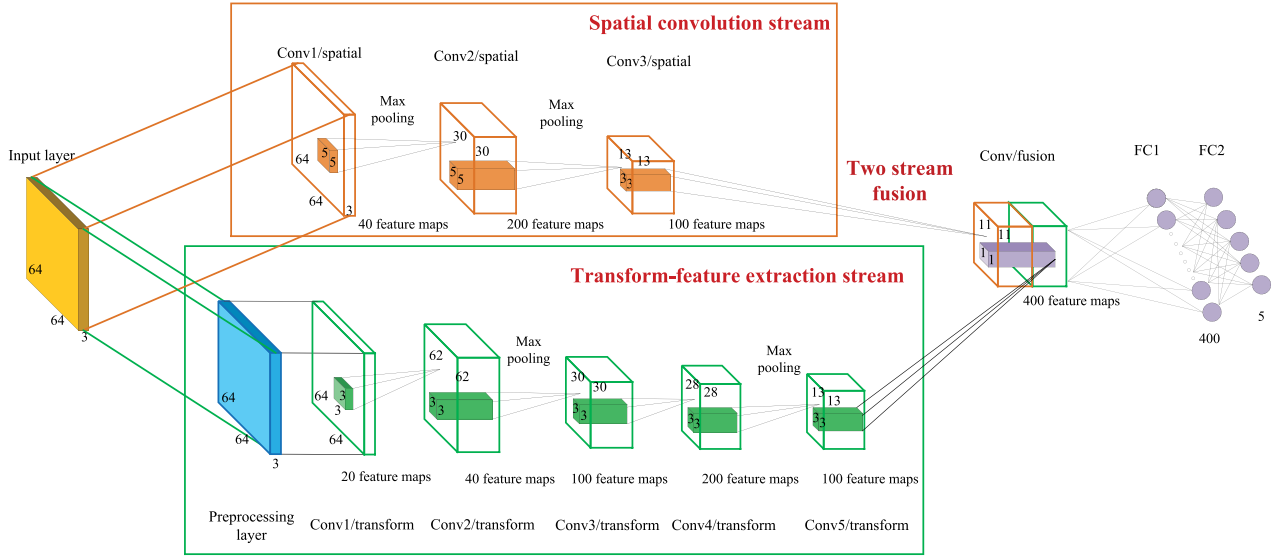 Spatial convolution stream
Conv1/spatial
Conv2/spatial
Conv3/spatial
Max
pooling
Max
pooling
Input layer
64
64
3
5
5
64
64
3
30
30
5
5
13
13
3
3
40 feature maps
200 feature maps
100 feature maps
Two stream
fusion
Conv/fusion
FC1
FC2
11
11
1
1
400 feature maps
400
5
Transform-feature extraction stream
Max
pooling
Max
pooling
64
64
3
3
3
64
64
62
62
3
3
30
30
3
3
28
28
3
3
13
13
3
3
20 feature maps
40 feature maps
100 feature maps
200 feature maps
100 feature maps
Preprocessing
layer
Conv1/transform
Conv2/transform
Conv3/transform
Conv4/transform
Conv5/transform